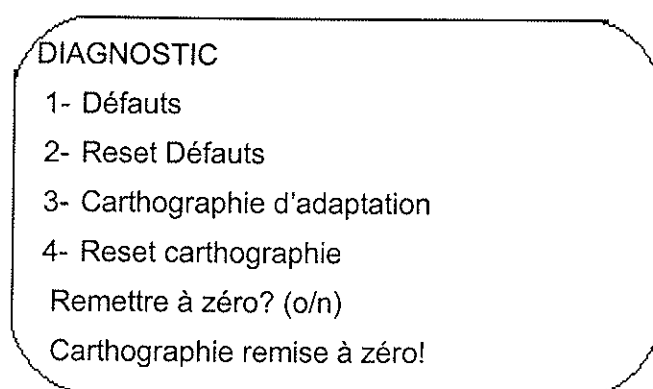 DIAGNOSTIC
1- Défauts
2- Reset Défauts
3- Carthographie d'adaptation
4- Reset carthographie
Remettre à zéro? (o/n)
Carthographie remise à zéro!